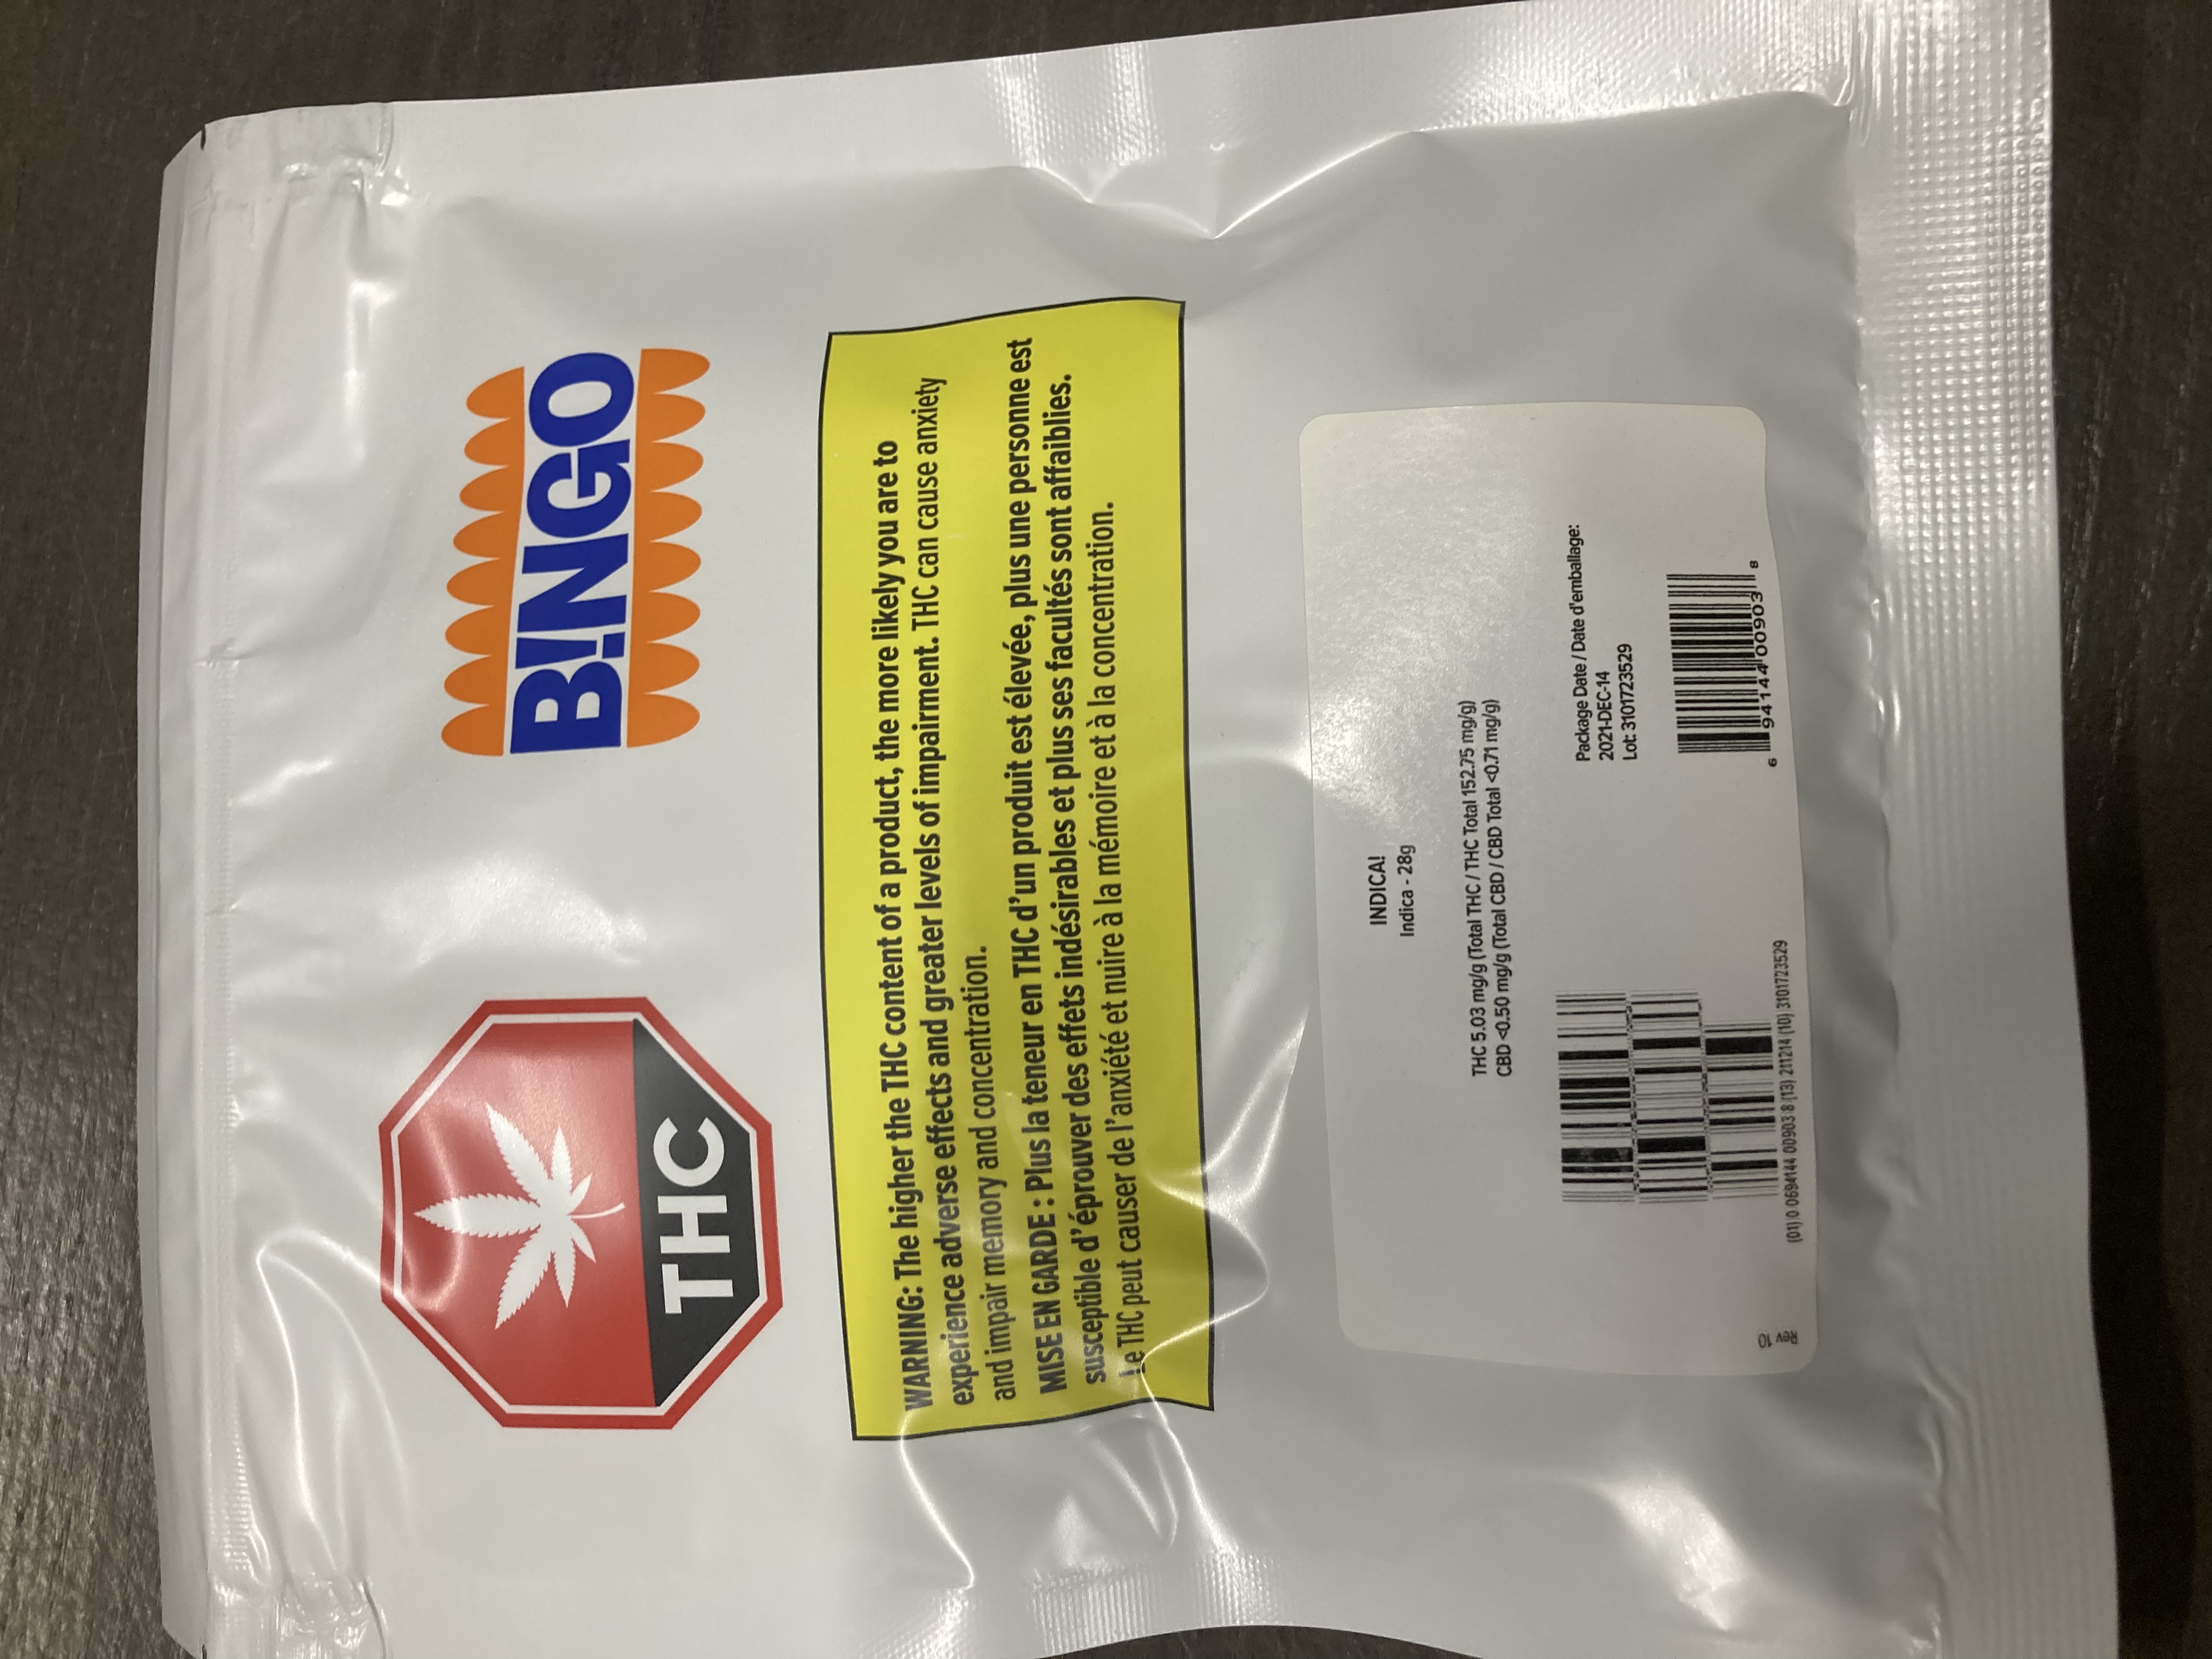 THC
B!NGO
WARNING: The higher the THC content of a product, the more likely you are to
experience adverse effects and greater levels of impairment. THC can cause anxiety
and impair memory and concentration.
MISE EN GARDE : Plus la teneur en THC d'un produit est élevée, plus une personne est
susceptible d'éprouver des effets indésirables et plus ses facultés sont affaiblies.
Le THC peut causer de l'anxiété et nuire à la mémoire et à la concentration.
INDICA!
Indica - 28g
THC 5.03 mg/g (Total THC / THC Total 152.75 mg/g)
CBD <0.50 mg/g (Total CBD / CBD Total <0.71 mg/g)
Package Date / Date d'emballage:
2021-DEC-14
Lot: 3101723529
6 94144 00903 8
Rev 10
(01) 0 0694144 00903 8 (13) 211214 (10) 3101723529